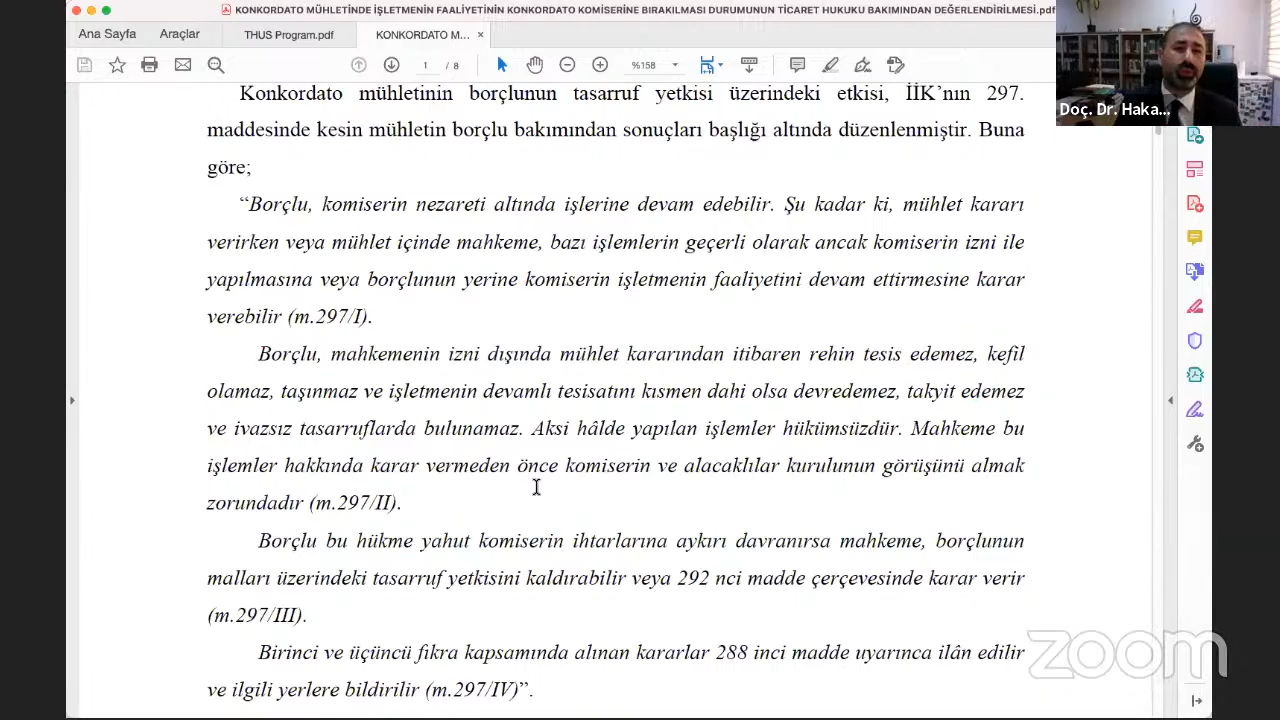 KONKORDATO MÜHLETİNDE İŞLETMENİN FAALİYETİNİN KONKORDATO KOMİSERİNE BIRAKILMASI DURUMUNUN TİCARET HUKUKU BAKIMINDAN DEĞERLENDİRİLMESİ.pdf
Ana Sayfa Araçlar THUS Program.pdf KONKORDATO M... ×
1 / 8 %158
Doç. Dr. Haka...
Konkordato mühletinin borçlunun tasarruf yetkisi üzerindeki etkisi, İİK’nın 297.
maddesinde kesin mühletin borçlu bakımından sonuçları başlığı altında düzenlenmiştir. Buna
göre;
“Borçlu, komiserin nezareti altında işlerine devam edebilir. Şu kadar ki, mühlet kararı
verirken veya mühlet içinde mahkeme, bazı işlemlerin geçerli olarak ancak komiserin izni ile
yapılmasına veya borçlunun yerine komiserin işletmenin faaliyetini devam ettirmesine karar
verebilir (m.297/I).
Borçlu, mahkemenin izni dışında mühlet kararından itibaren rehin tesis edemez, kefil
olamaz, taşınmaz ve işletmenin devamlı tesisatını kısmen dahi olsa devredemez, takyit edemez
ve ivazsız tasarruflarda bulunamaz. Aksi hâlde yapılan işlemler hükümsüzdür. Mahkeme bu
işlemler hakkında karar vermeden önce komiserin ve alacaklılar kurulunun görüşünü almak
zorundadır (m.297/II).
Borçlu bu hükme yahut komiserin ihtarlarına aykırı davranırsa mahkeme, borçlunun
malları üzerindeki tasarruf yetkisini kaldırabilir veya 292 nci madde çerçevesinde karar verir
(m.297/III).
Birinci ve üçüncü fıkra kapsamında alınan kararlar 288 inci madde uyarınca ilân edilir
ve ilgili yerlere bildirilir (m.297/IV)”.
zoom